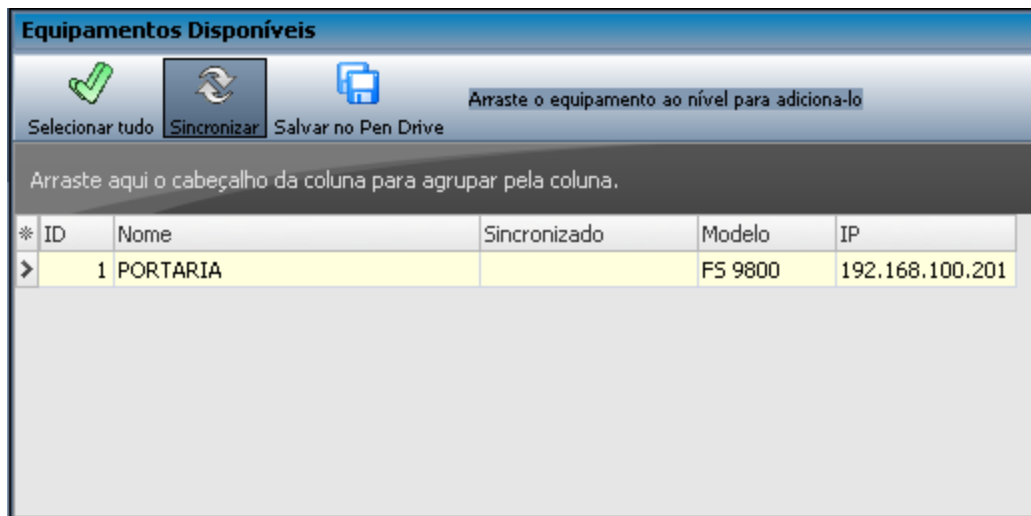 Equipamentos Disponíveis
Arraste o equipamento ao nível para adiciona-lo
Selecionar tudo Sincronizar Salvar no Pen Drive
Arraste aqui o cabeçalho da coluna para agrupar pela coluna.
ID Nome Sincronizado Modelo IP
1 PORTARIA FS 9800 192.168.100.201